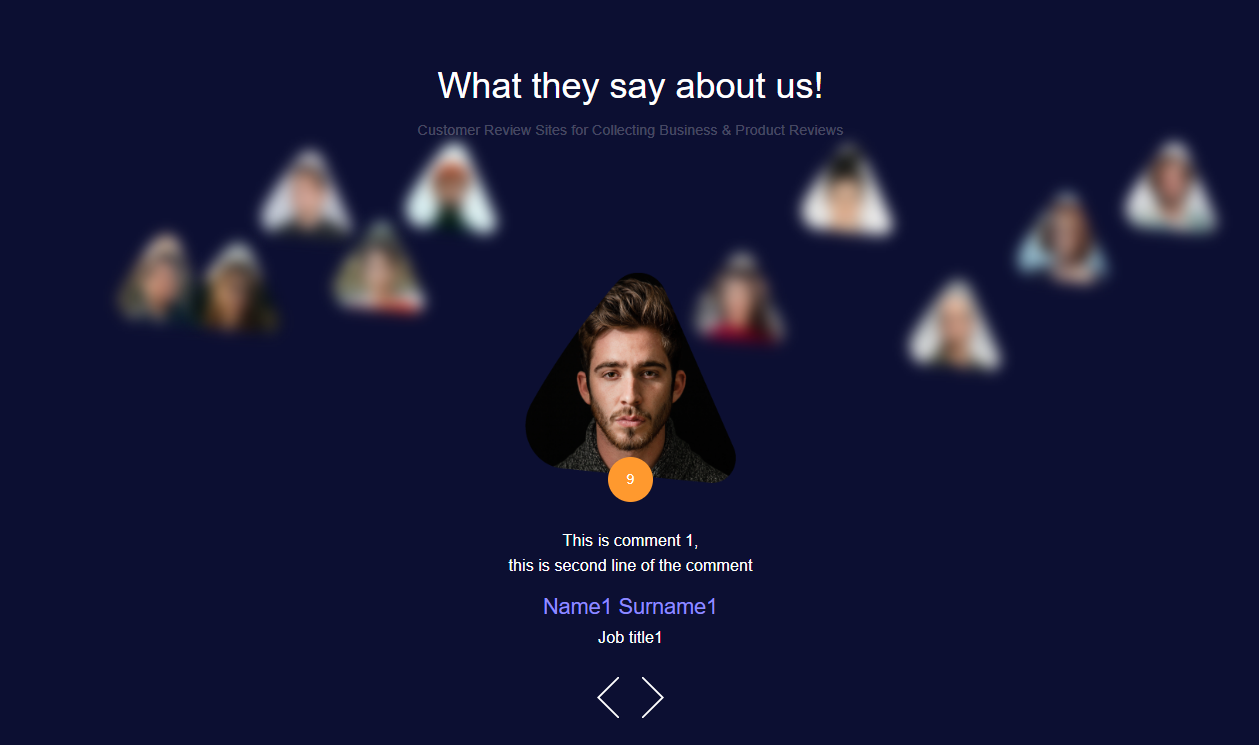 What they say about us!
Customer Review Sites for Collecting Business & Product Reviews
9
This is comment 1,
this is second line of the comment
Name1 Surname1
Job title1